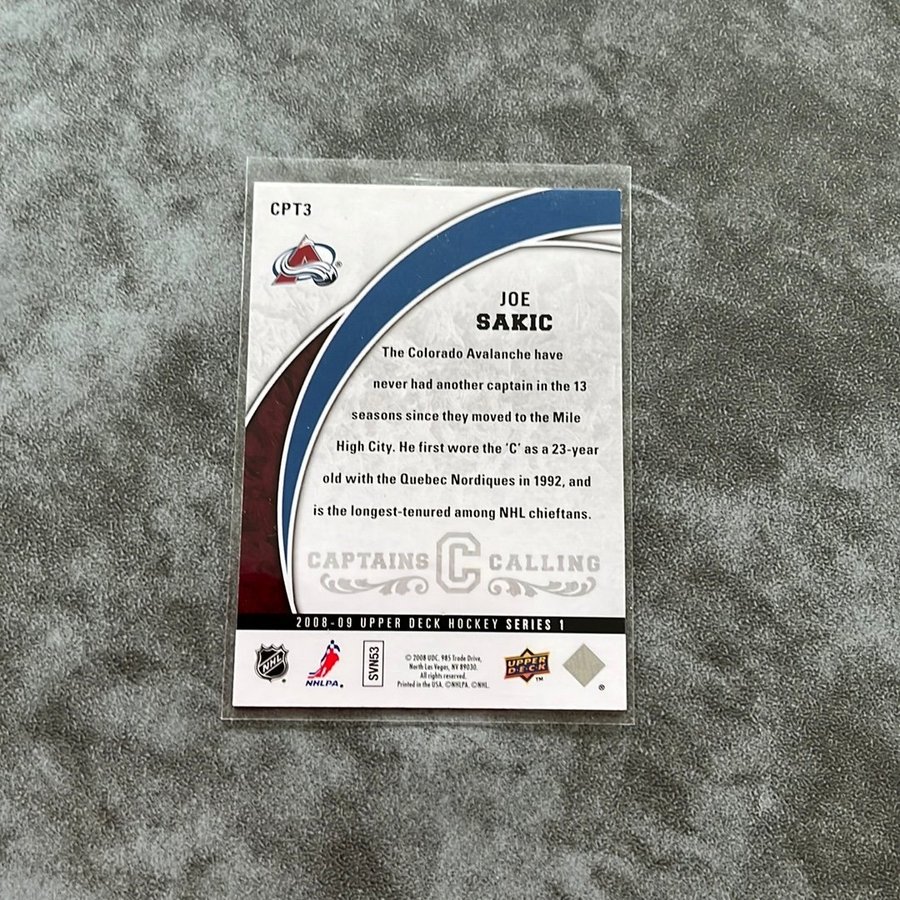 CPT3
JOE
SAKIC
The Colorado Avalanche have
never had another captain in the 13
seasons since they moved to the Mile
High City. He first wore the ‘C’ as a 23-year
old with the Quebec Nordiques in 1992, and
is the longest-tenured among NHL chieftans.
CAPTAINS C CALLING
2008-09 UPPER DECK HOCKEY SERIES 1
NHL
NHLPA
SVN53
© 2008 UDC. 985 Trade Drive,
North Las Vegas, NV 89030.
All rights reserved.
Printed in the USA. ©NHLPA. ©NHL.
UPPER
DECK
TM
®